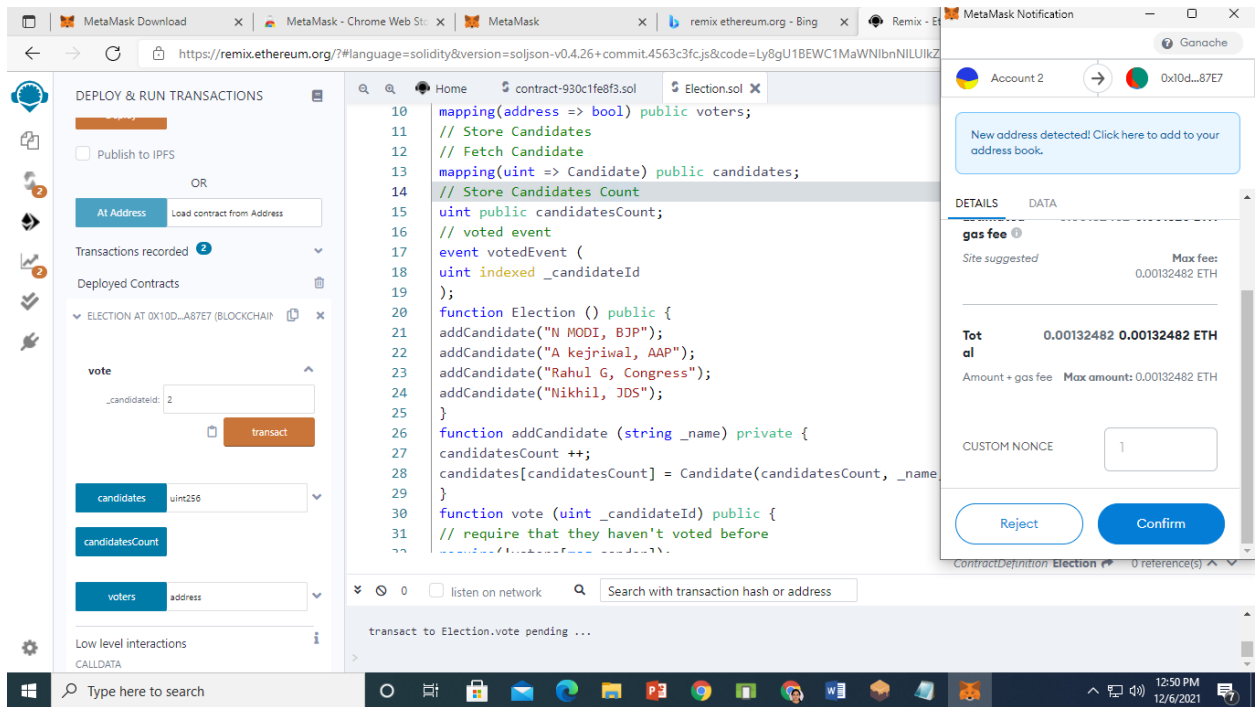 MetaMask Download
MetaMask - Chrome Web Sto
MetaMask
remix ethereum.org - Bing
Remix - Et
https://remix.ethereum.org/?#language=solidity&version=soljson-v0.4.26+commit.4563c3fc.js&code=Ly8gU1BEWC1MaWNlbnNlLUlkZ
DEPLOY & RUN TRANSACTIONS
Publish to IPFS
OR
At Address
Load contract from Address
Transactions recorded 2
Deployed Contracts
ELECTION AT 0X10D...A87E7 (BLOCKCHAIN
vote
_candidateId: 2
transact
candidates
uint256
candidatesCount
voters
address
Low level interactions
i
CALLDATA
2
2
Home
contract-930c1fe8f3.sol
Election.sol
10 mapping(address => bool) public voters;
11 // Store Candidates
12 // Fetch Candidate
13 mapping(uint => Candidate) public candidates;
14 // Store Candidates Count
15 uint public candidatesCount;
16 // voted event
17 event votedEvent (
18 uint indexed _candidateId
19 );
20 function Election () public {
21 addCandidate("N MODI, BJP");
22 addCandidate("A kejriwal, AAP");
23 addCandidate("Rahul G, Congress");
24 addCandidate("Nikhil, JDS");
25 }
26 function addCandidate (string _name) private {
27 candidatesCount ++;
28 candidates[candidatesCount] = Candidate(candidatesCount, _name,
29 }
30 function vote (uint _candidateId) public {
31 // require that they haven't voted before
ContractDefinition Election
0 reference(s)
0
listen on network
Search with transaction hash or address
transact to Election.vote pending ...
>
MetaMask Notification
Ganache
Account 2
0x10d...87E7
New address detected! Click here to add to your
address book.
DETAILS
DATA
gas fee
Site suggested
Max fee:
0.00132482 ETH
Tot
al
0.00132482 0.00132482 ETH
Amount + gas fee Max amount: 0.00132482 ETH
CUSTOM NONCE
1
Reject
Confirm
Type here to search
12:50 PM
12/6/2021
7